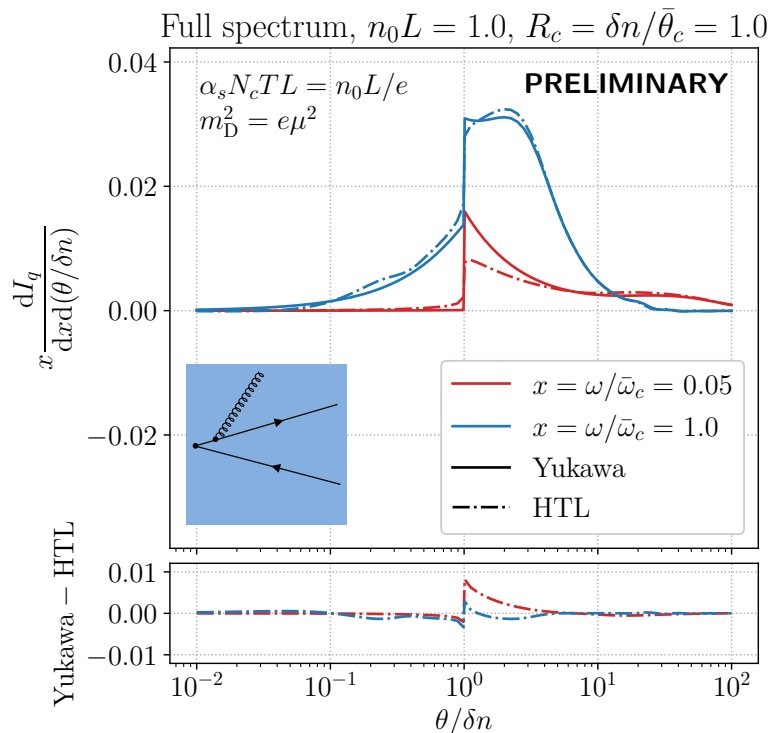 Full spectrum, n₀L = 1.0, R_c = δn/θ̄_c = 1.0
α_s N_c TL = n₀L/e
m_D² = eμ²
PRELIMINARY
0.04
0.02
0.00
−0.02
x dI_q/dxd(θ/δn)
x = ω/ω̄_c = 0.05
x = ω/ω̄_c = 1.0
Yukawa
HTL
Yukawa − HTL
0.01
0.00
−0.01
10⁻² 10⁻¹ 10⁰ 10¹ 10²
θ/δn